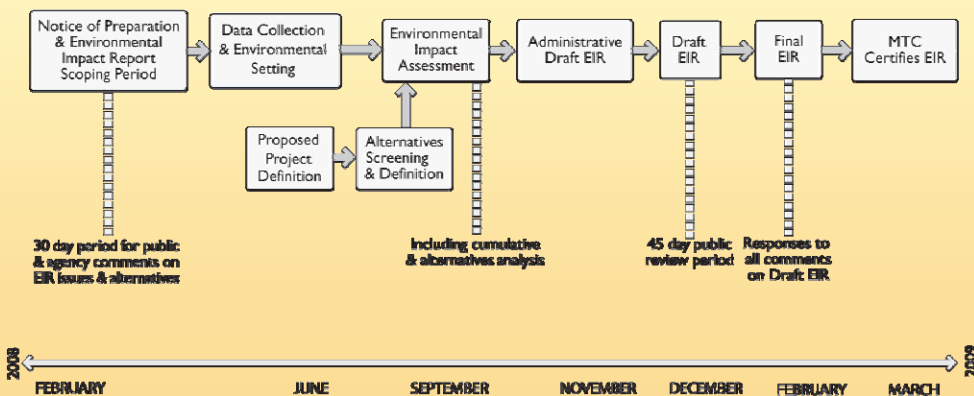 Notice of Preparation
& Environmental
Impact Report
Scoping Period
Data Collection
& Environmental
Setting
Environmental
Impact
Assessment
Administrative
Draft EIR
Draft
EIR
Final
EIR
MTC
Certifies EIR
Proposed
Project
Definition
Alternatives
Screening
& Definition
30 day period for public
& agency comments on
EIR issues & alternatives
Including cumulative
& alternatives analysis
45 day public
review period
Responses to
all comments
on Draft EIR
2008
2009
FEBRUARY
JUNE
SEPTEMBER
NOVEMBER
DECEMBER
FEBRUARY
MARCH